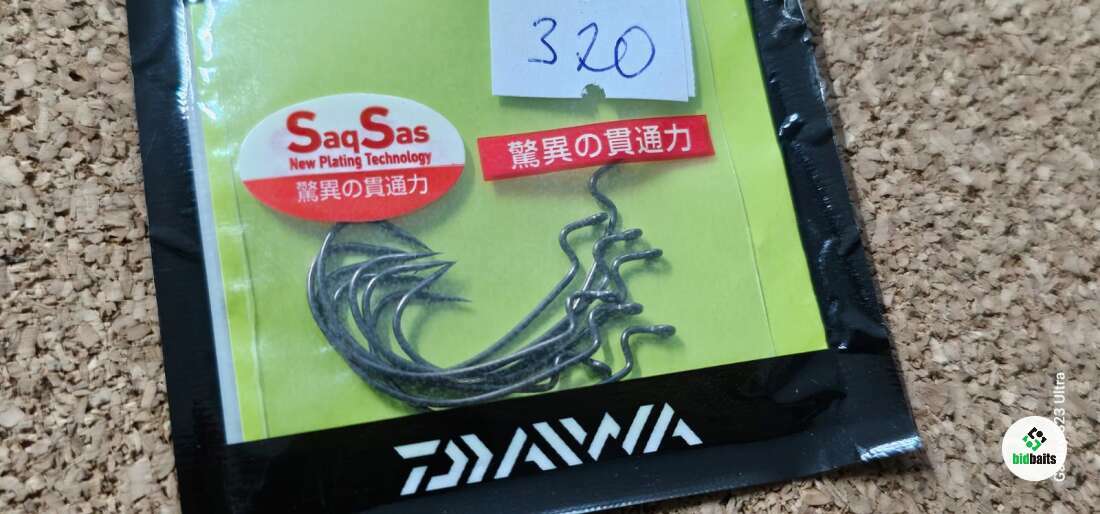 320
SaqSas
New Plating Technology
驚異の貫通力
驚異の貫通力
DAIWA
bidbaits